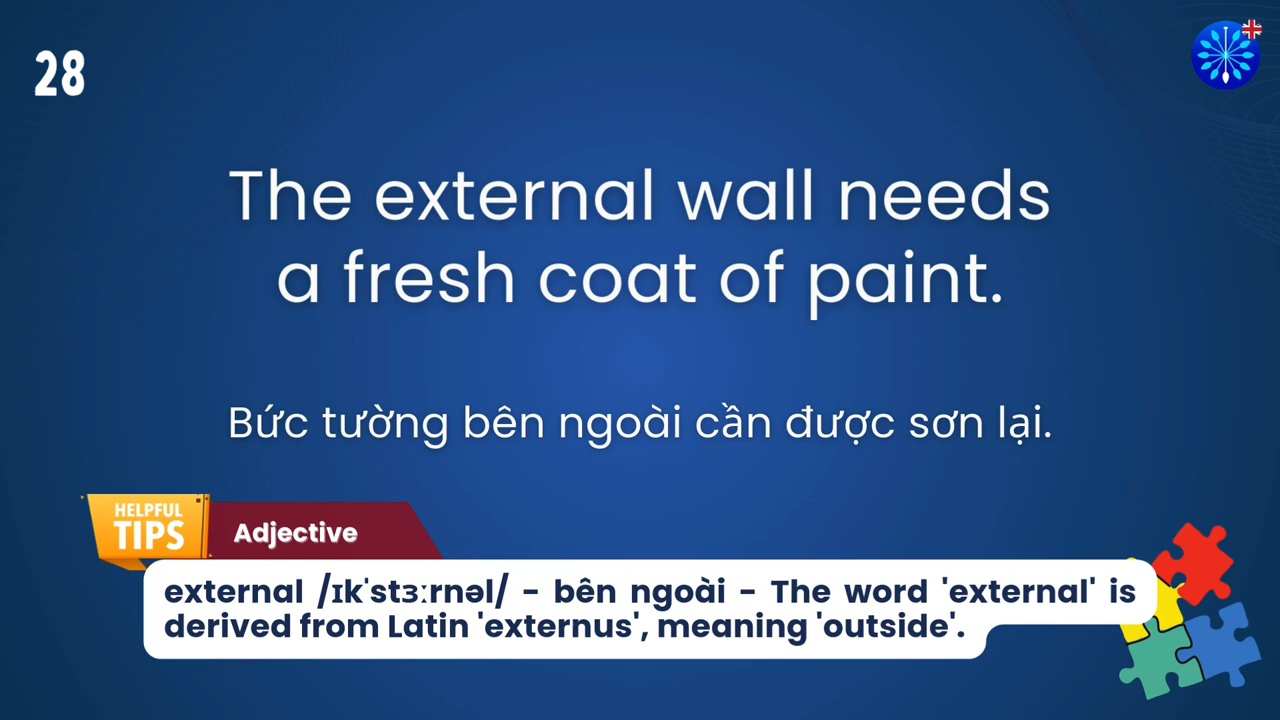 28
The external wall needs
a fresh coat of paint.
Bức tường bên ngoài cần được sơn lại.
HELPFUL
TIPS
Adjective
external /ɪkˈstɜːrnəl/ - bên ngoài - The word 'external' is
derived from Latin 'externus', meaning 'outside'.